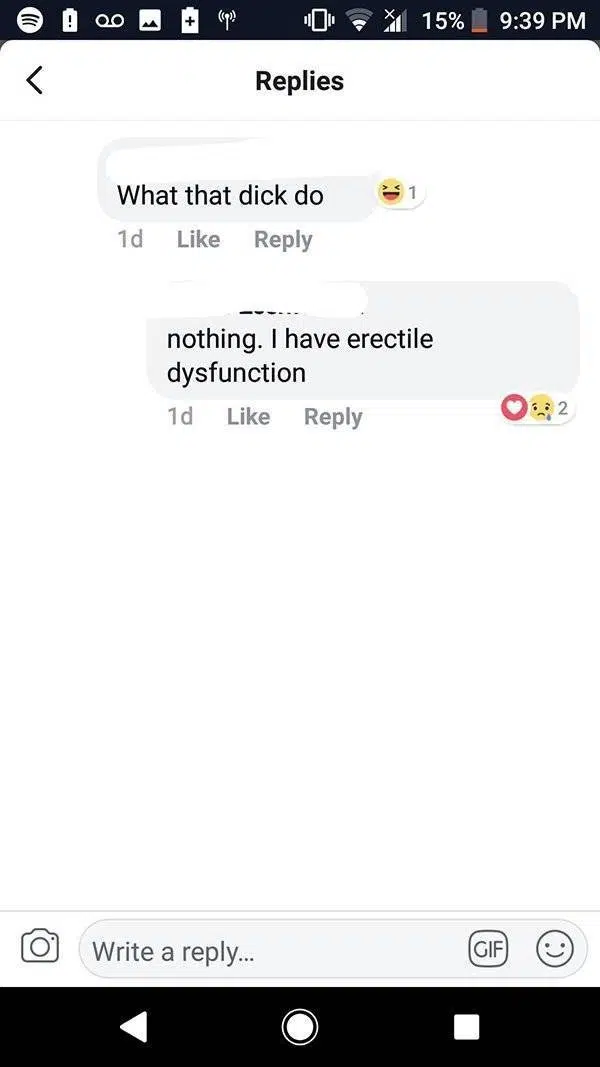 15% 9:39 PM
Replies
What that dick do
1
1d Like Reply
nothing. I have erectile
dysfunction
2
1d Like Reply
Write a reply...
GIF